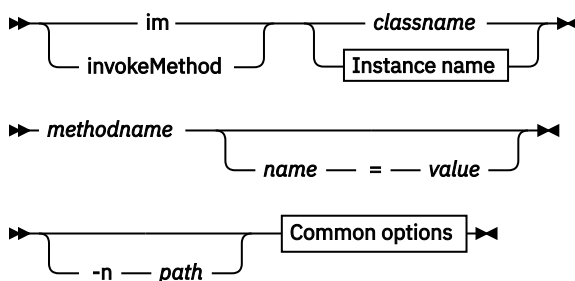 im classname
invokeMethod Instance name
methodname
name = value
Common options
-n path